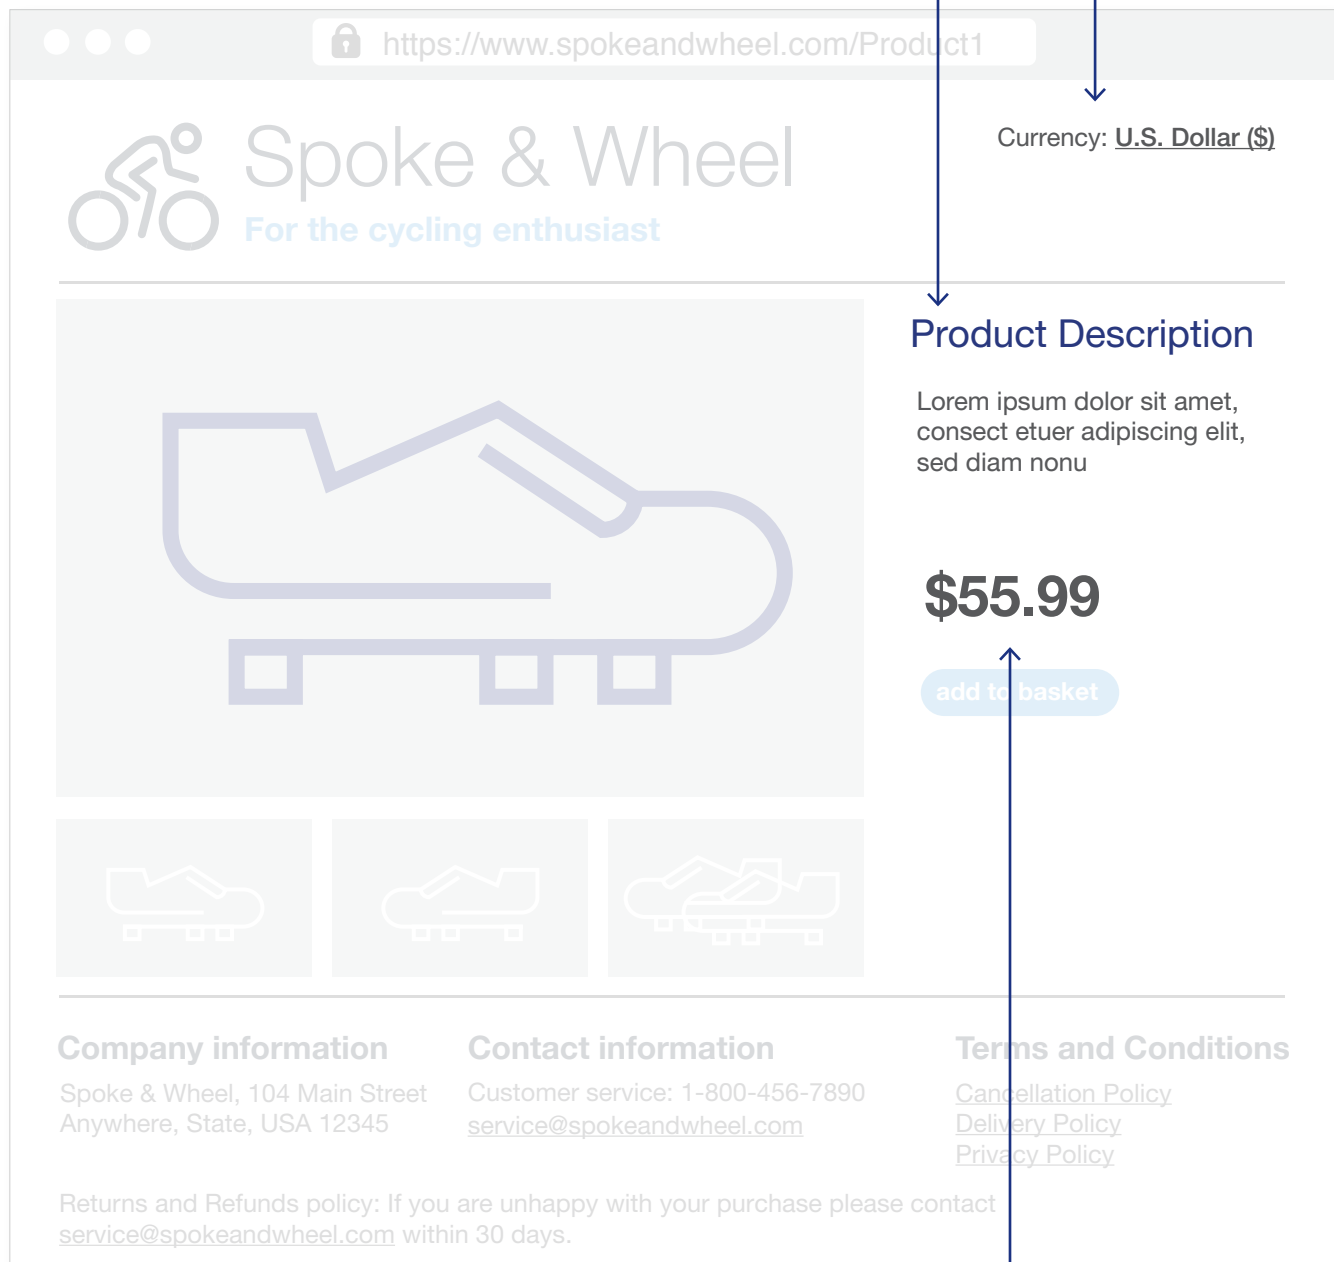 https://www.spokeandwheel.com/Product1
Spoke & Wheel
For the cycling enthusiast
Currency: U.S. Dollar ($)
Product Description
Lorem ipsum dolor sit amet,
consect etuer adipiscing elit,
sed diam nonu
$55.99
add to basket
Company information
Spoke & Wheel, 104 Main Street
Anywhere, State, USA 12345
Contact information
Customer service: 1-800-456-7890
service@spokeandwheel.com
Terms and Conditions
Cancellation Policy
Delivery Policy
Privacy Policy
Returns and Refunds policy: If you are unhappy with your purchase please contact
service@spokeandwheel.com within 30 days.